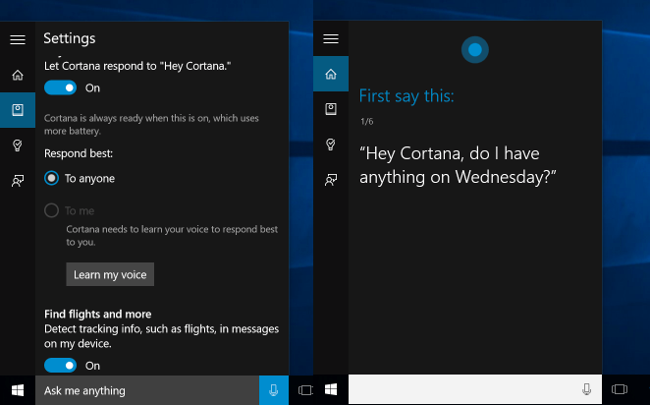 Settings
Let Cortana respond to "Hey Cortana."
On
Cortana is always ready when this is on, which uses
more battery.
Respond best:
To anyone
To me
Cortana needs to learn your voice to respond best
to you.
Learn my voice
Find flights and more
Detect tracking info, such as flights, in messages
on my device.
On
Ask me anything
First say this:
1/6
“Hey Cortana, do I have
anything on Wednesday?”